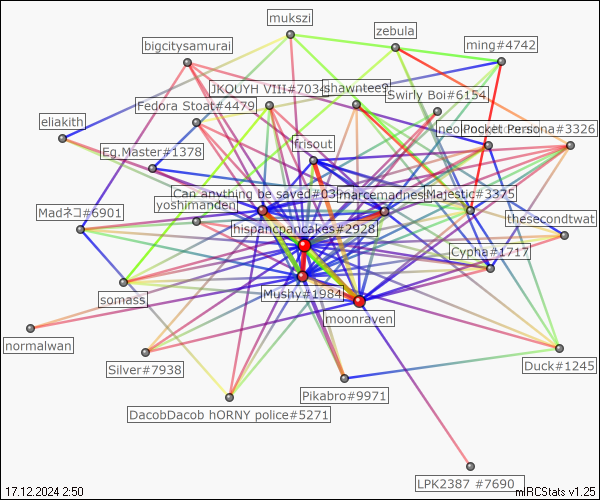 mukszi
zebula
bigcitysamurai
ming#4742
JKOUYH VIII#7034
shawntee9
Swirly Boi#6154
Fedora Stoat#4479
eliakith
Pocket Persona#3326
frisout
Eg.Master#1378
Can anything be saved#03
marcemadness
Majestic#3375
yoshimanden
Madネコ#6901
thesecondtwat
hispancpancakes#2928
Cypha#1717
somass
Mushy#1984
moonraven
normalwan
Silver#7938
Duck#1245
Pikabro#9971
DacobDacob hORNY police#5271
LPK2387 #7690
17.12.2024 2:50
mIRCStats v1.25